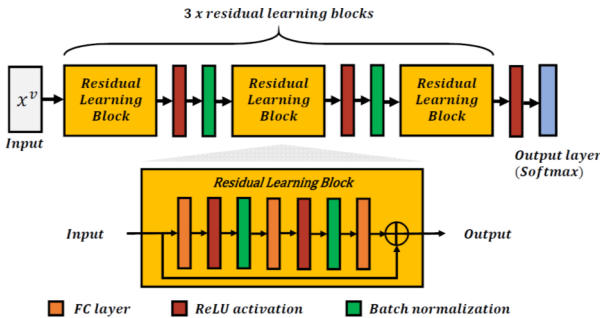 3 x residual learning blocks
x^v
Residual
Learning
Block
Residual
Learning
Block
Residual
Learning
Block
Input
Output layer
(Softmax)
Residual Learning Block
Input
Output
FC layer
ReLU activation
Batch normalization